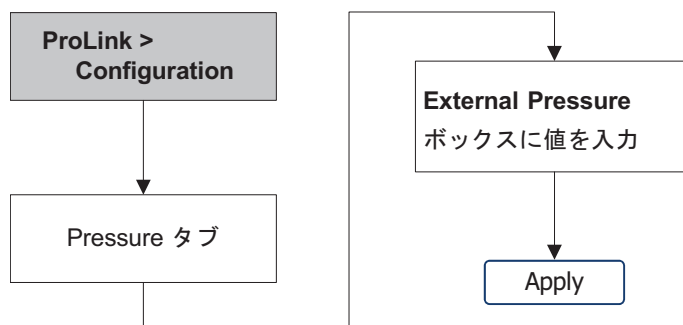 ProLink >
Configuration
Pressure タブ
External Pressure
ボックスに値を入力
Apply